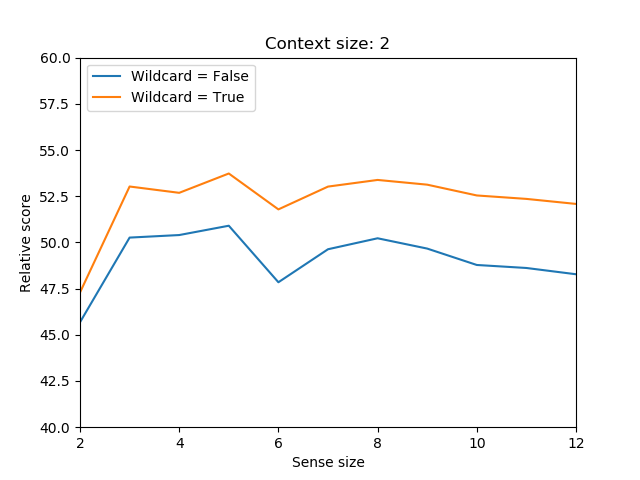 Context size: 2
Wildcard = False
Wildcard = True
Relative score
60.0
57.5
55.0
52.5
50.0
47.5
45.0
42.5
40.0
2 4 6 8 10 12
Sense size